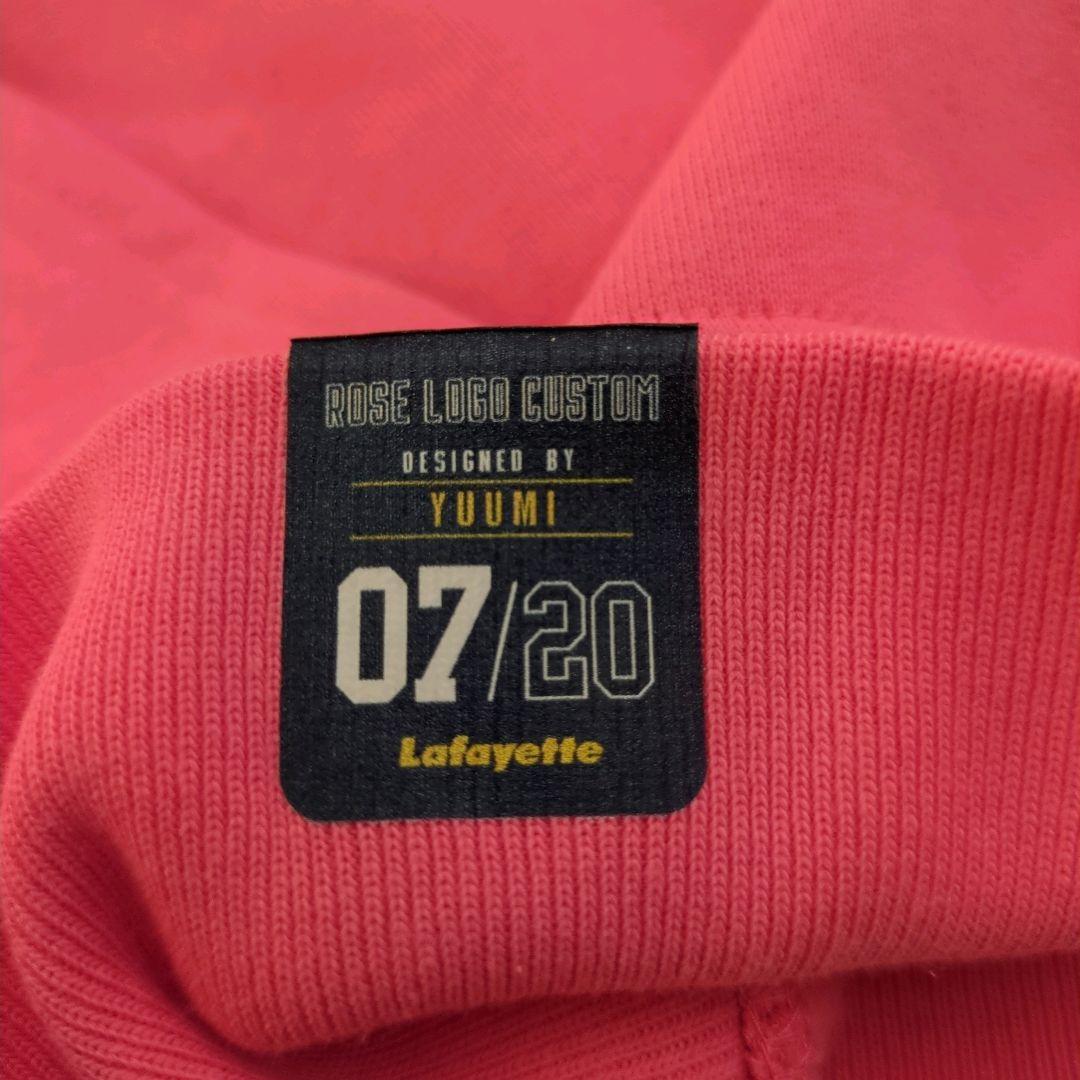 ROSE LOGO CUSTOM
DESIGNED BY
YUUMI
07/20
Lafayette